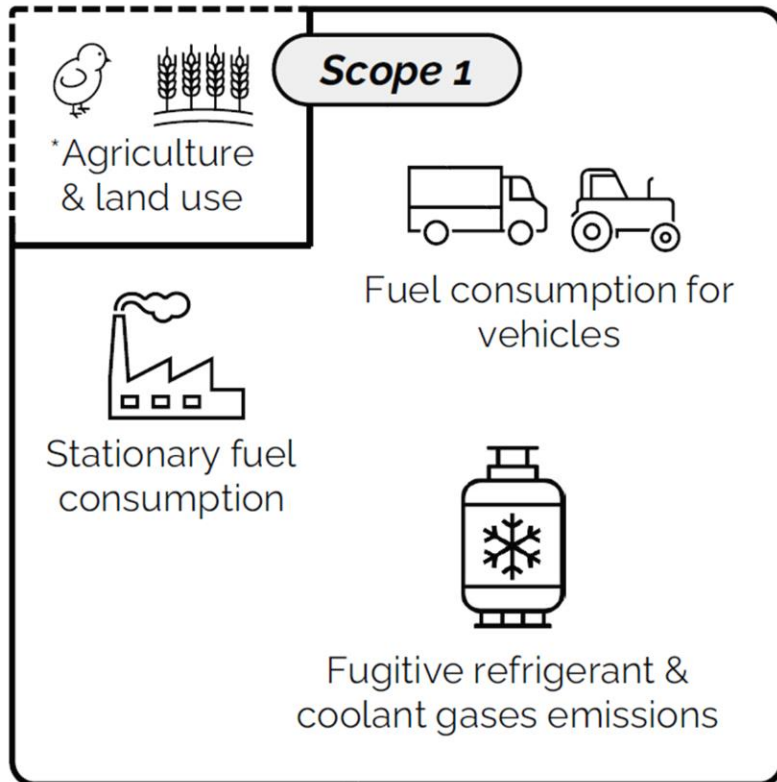 Scope 1
*Agriculture
& land use
Fuel consumption for
vehicles
Stationary fuel
consumption
Fugitive refrigerant &
coolant gases emissions